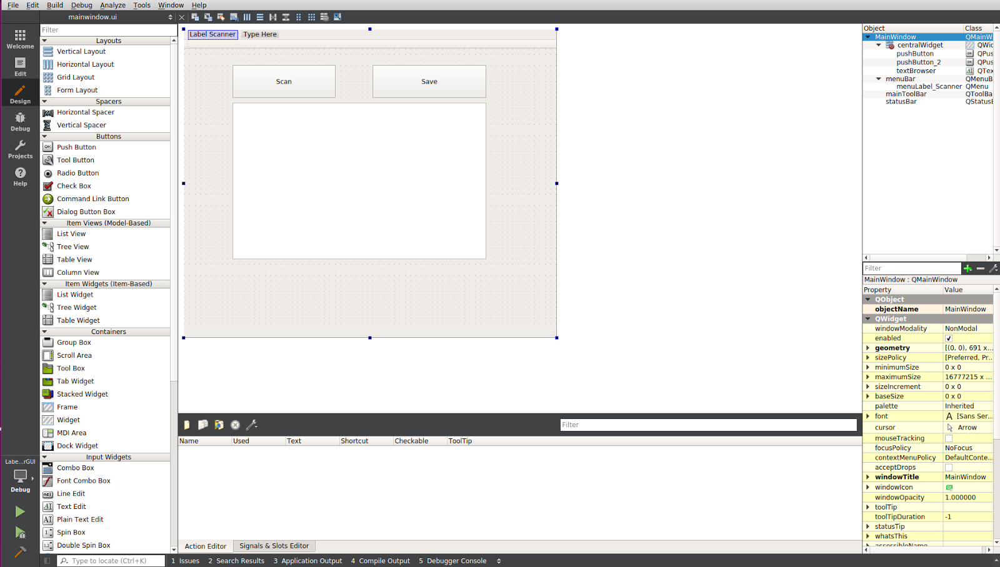 File Edit Build Debug Analyze Tools Window Help
mainwindow.ui
Welcome
Edit
Design
Debug
Projects
Help
Labe...rGUI
Debug
Filter
Layouts
Vertical Layout
Horizontal Layout
Grid Layout
Form Layout
Spacers
Horizontal Spacer
Vertical Spacer
Buttons
Push Button
Tool Button
Radio Button
Check Box
Command Link Button
Dialog Button Box
Item Views (Model-Based)
List View
Tree View
Table View
Column View
Item Widgets (Item-Based)
List Widget
Tree Widget
Table Widget
Containers
Group Box
Scroll Area
Tool Box
Tab Widget
Stacked Widget
Frame
Widget
MDI Area
Dock Widget
Input Widgets
Combo Box
Font Combo Box
Line Edit
Text Edit
Plain Text Edit
Spin Box
Double Spin Box
Label Scanner Type Here
Scan Save
Filter
Name Used Text Shortcut Checkable ToolTip
Action Editor Signals & Slots Editor
Object Class
MainWindow QMainW
centralWidget QWid
pushButton QPus
pushButton_2 QPus
textBrowser QTex
menuBar QMenuB
menuLabel_Scanner QMenu
mainToolBar QToolBa
statusBar QStatusB
Filter
MainWindow : QMainWindow
Property Value
QObject
objectName MainWindow
QWidget
windowModality NonModal
enabled
geometry [(0, 0), 691 x...
sizePolicy [Preferred, Pr...
minimumSize 0 x 0
maximumSize 16777215 x ...
sizeIncrement 0 x 0
baseSize 0 x 0
palette Inherited
font A [Sans Ser...
cursor Arrow
mouseTracking
focusPolicy NoFocus
contextMenuPolicy DefaultConte...
acceptDrops
windowTitle MainWindow
windowIcon
windowOpacity 1.000000
toolTip
toolTipDuration -1
statusTip
whatsThis
accessibleName
Type to locate (Ctrl+K) 1 Issues 2 Search Results 3 Application Output 4 Compile Output 5 Debugger Console